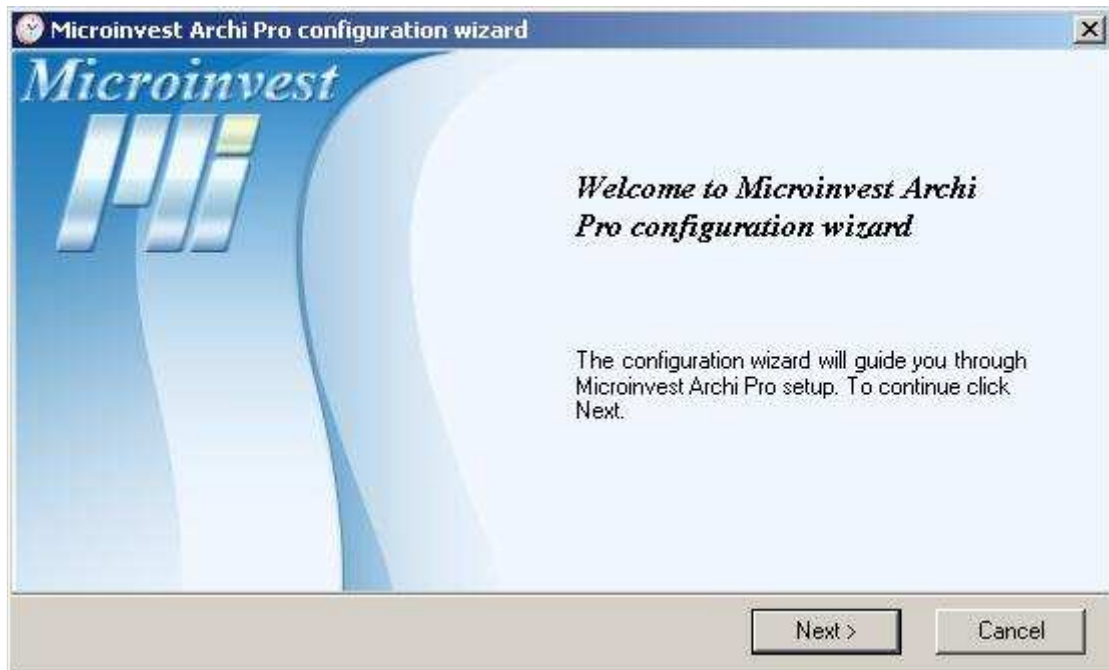 Microinvest Archi Pro configuration wizard
Microinvest
Welcome to Microinvest Archi
Pro configuration wizard
The configuration wizard will guide you through
Microinvest Archi Pro setup. To continue click
Next.
Next >
Cancel